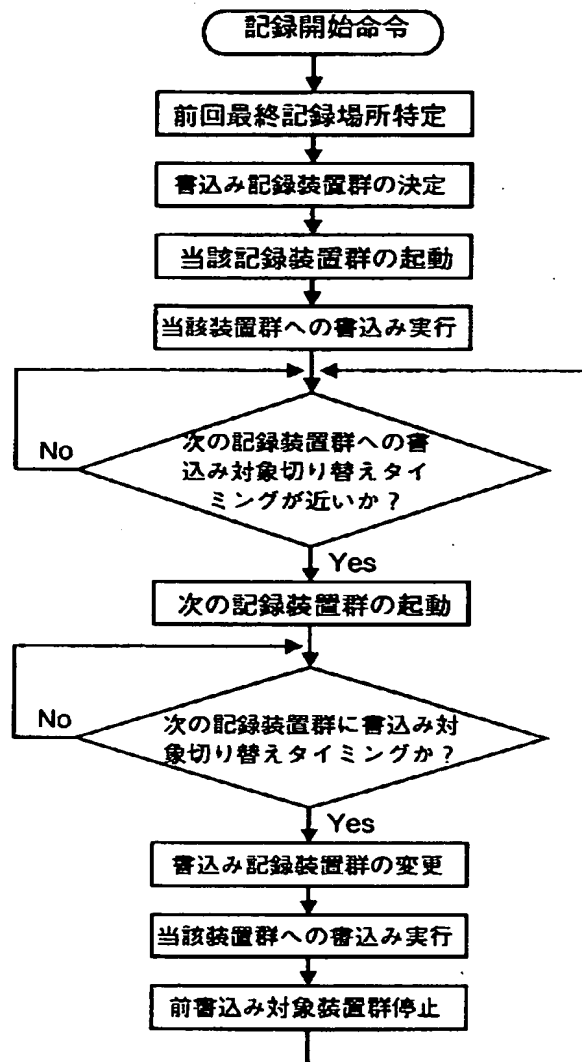 記録開始命令
前回最終記録場所特定
書込み記録装置群の決定
当該記録装置群の起動
当該装置群への書込み実行
次の記録装置群への書
込み対象切り替えタイ
ミングが近いか？
No
Yes
次の記録装置群の起動
次の記録装置群に書込み対
象切り替えタイミングか？
No
Yes
書込み記録装置群の変更
当該装置群への書込み実行
前書込み対象装置群停止